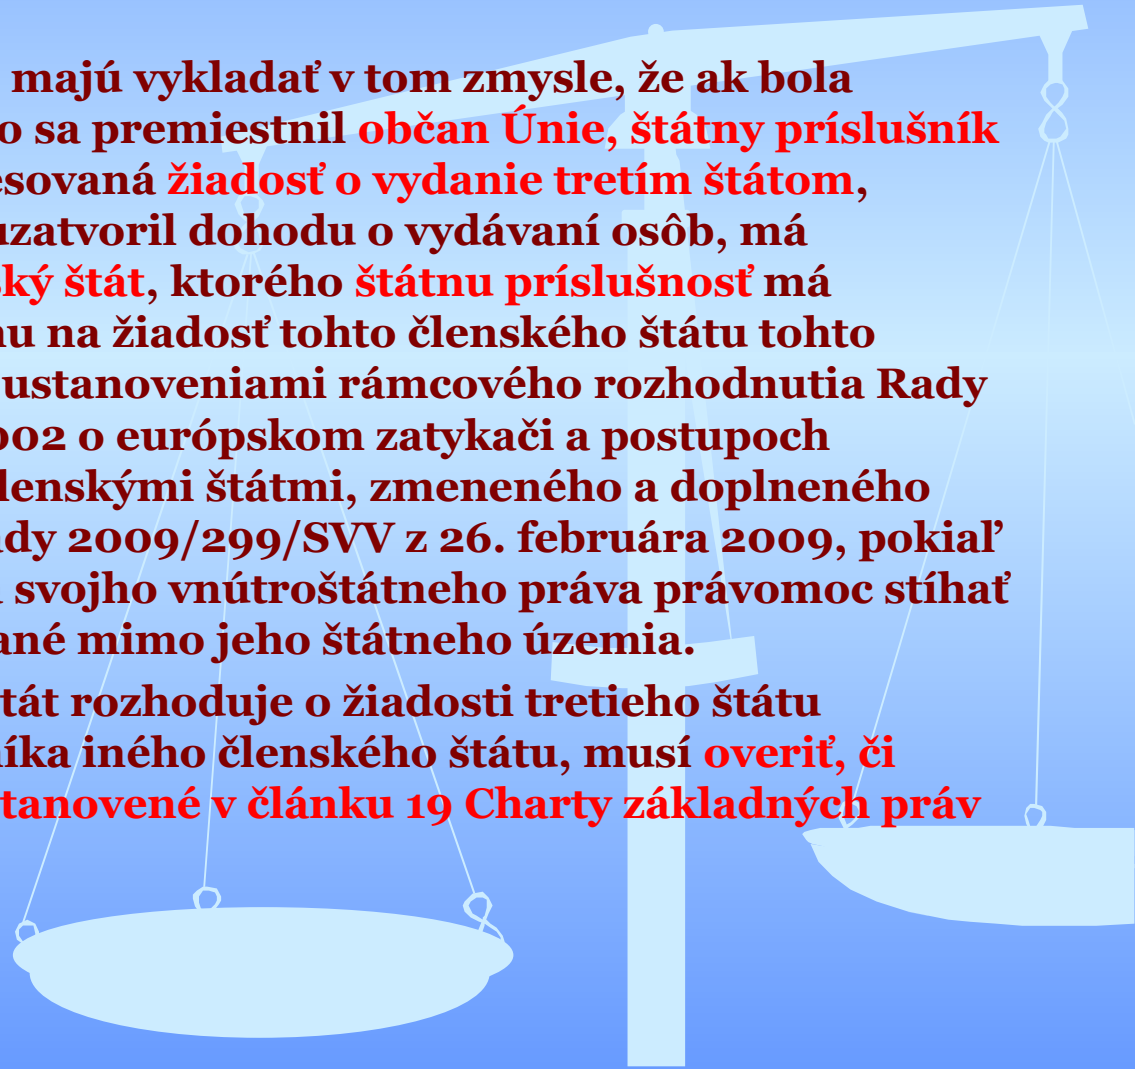 majú vykladať v tom zmysle, že ak bola
o sa premiestnil občan Únie, štátny príslušník
esovaná žiadosť o vydanie tretím štátom,
uzatvoril dohodu o vydávaní osôb, má
ký štát, ktorého štátnu príslušnosť má
nu na žiadosť tohto členského štátu tohto
ustanoveniami rámcového rozhodnutia Rady
002 o európskom zatykači a postupoch
lenskými štátmi, zmeneného a doplneného
ady 2009/299/SVV z 26. februára 2009, pokiaľ
svojho vnútroštátneho práva právomoc stíhať
ané mimo jeho štátneho územia.
tát rozhoduje o žiadosti tretieho štátu
níka iného členského štátu, musí overiť, či
tanovené v článku 19 Charty základných práv